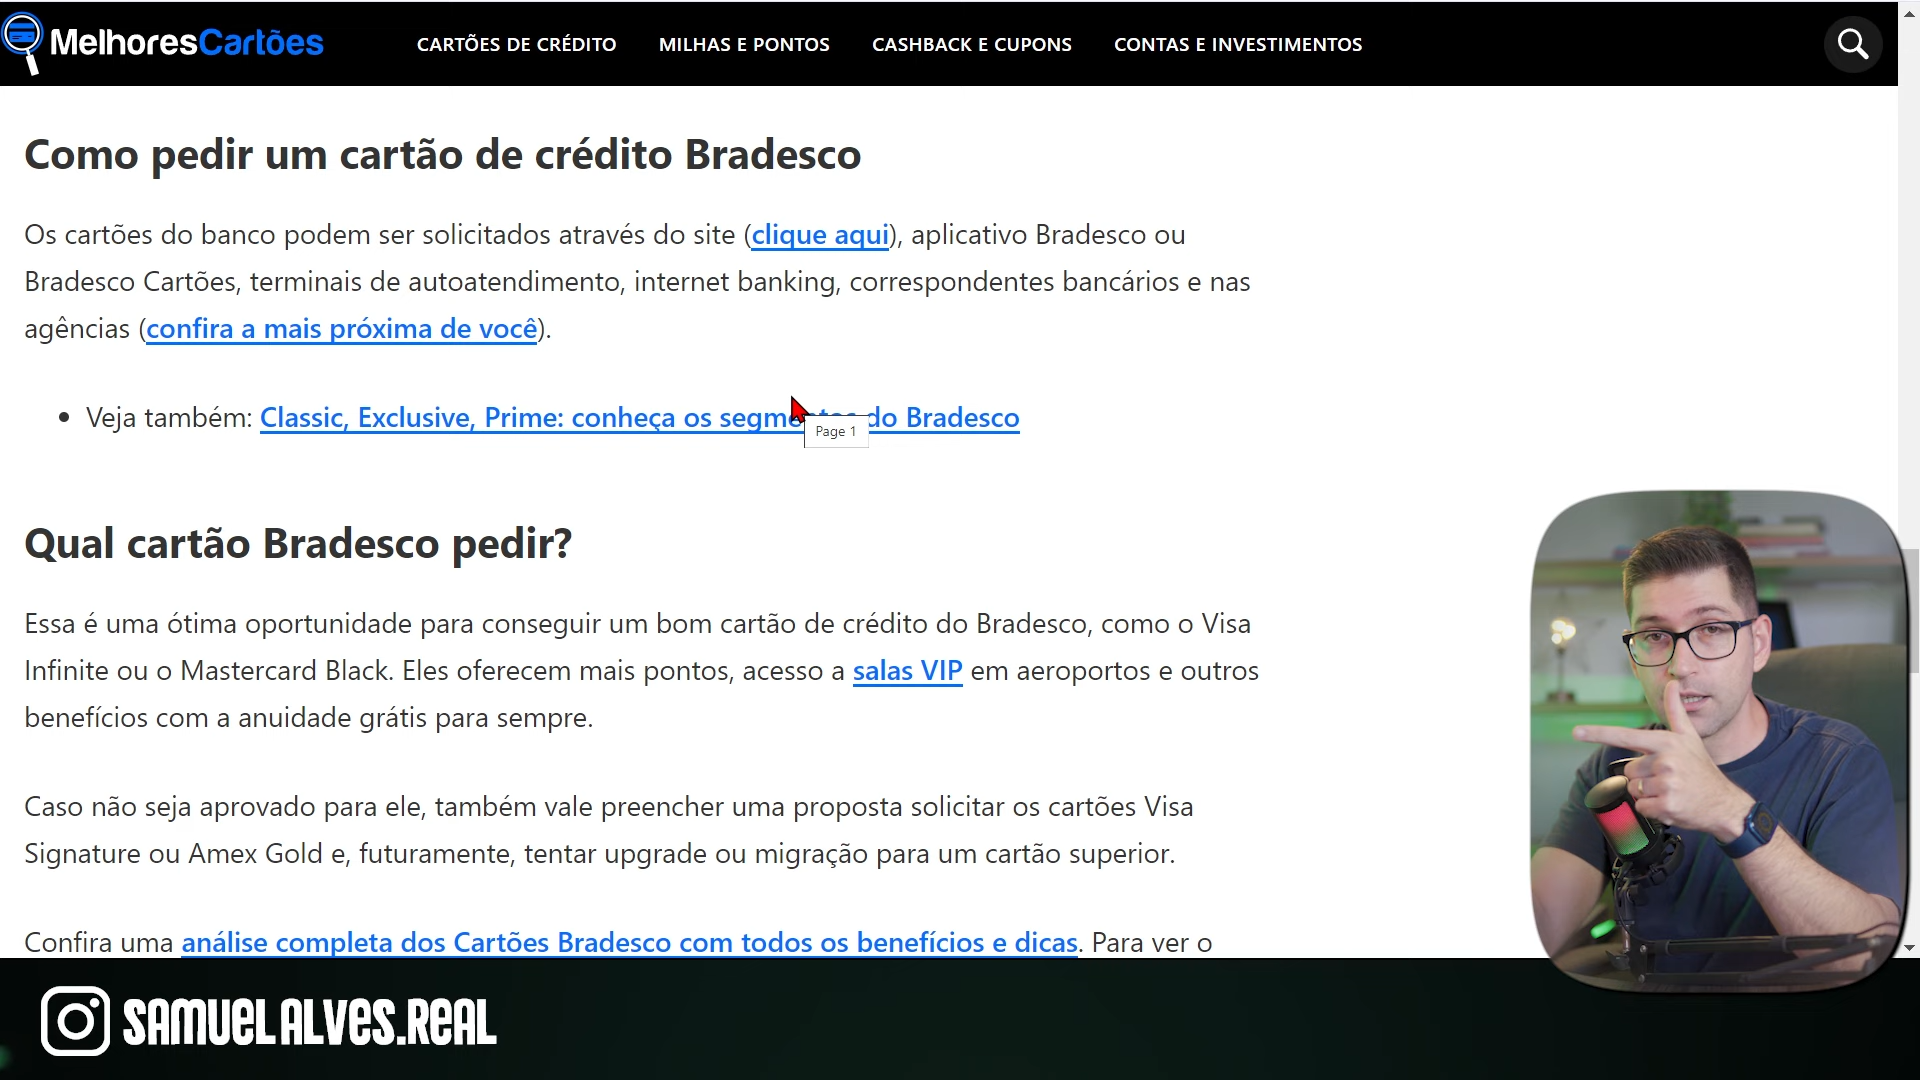 MelhoresCartões
CARTÕES DE CRÉDITO MILHAS E PONTOS CASHBACK E CUPONS CONTAS E INVESTIMENTOS
Como pedir um cartão de crédito Bradesco
Os cartões do banco podem ser solicitados através do site (clique aqui), aplicativo Bradesco ou
Bradesco Cartões, terminais de autoatendimento, internet banking, correspondentes bancários e nas
agências (confira a mais próxima de você).
• Veja também: Classic, Exclusive, Prime: conheça os segmentos do Bradesco
Page 1
Qual cartão Bradesco pedir?
Essa é uma ótima oportunidade para conseguir um bom cartão de crédito do Bradesco, como o Visa
Infinite ou o Mastercard Black. Eles oferecem mais pontos, acesso a salas VIP em aeroportos e outros
benefícios com a anuidade grátis para sempre.
Caso não seja aprovado para ele, também vale preencher uma proposta solicitar os cartões Visa
Signature ou Amex Gold e, futuramente, tentar upgrade ou migração para um cartão superior.
Confira uma análise completa dos Cartões Bradesco com todos os benefícios e dicas. Para ver o
SAMUELALVES.REAL